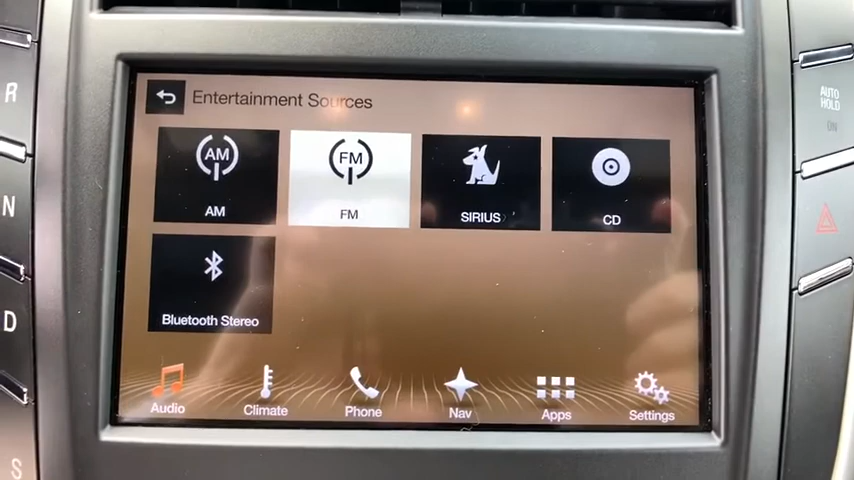 Entertainment Sources
AM
AM
FM
FM
SIRIUS
CD
Bluetooth Stereo
Audio
Climate
Phone
Nav
Apps
Settings
R
N
D
S
AUTO
HOLD
ON